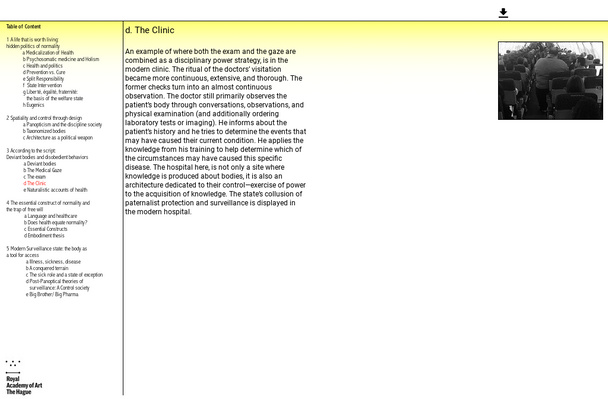 Table of Content
1 A life that is worth living:
hidden politics of normality
a Medicalization of Health
b Psychosomatic medicine and Holism
c Health and politics
d Prevention vs. Cure
e Split Responsibility
f State Intervention
g Liberté, égalité, fraternité:
the basis of the welfare state
h Eugenics
2 Spatiality and control through design
a Panopticism and the discipline society
b Taxonomized bodies
c Architecture as a political weapon
3 According to the script:
Deviant bodies and disobedient behaviors
a Deviant bodies
b The Medical Gaze
c The exam
d The Clinic
e Naturalistic accounts of health
4 The essential construct of normality and
the trap of free will
a Language and healthcare
b Does health equate normality?
c Essential Constructs
d Embodiment thesis
5 Modern Surveillance state: the body as
a tool for access
a Illness, sickness, disease
b A conquered terrain
c The sick role and a state of exception
d Post-Panoptical theories of
surveillance: A Control society
e Big Brother/ Big Pharma
Royal
Academy of Art
The Hague
d. The Clinic
An example of where both the exam and the gaze are
combined as a disciplinary power strategy, is in the
modern clinic. The ritual of the doctors' visitation
became more continuous, extensive, and thorough. The
former checks turn into an almost continuous
observation. The doctor still primarily observes the
patient's body through conversations, observations, and
physical examination (and additionally ordering
laboratory tests or imaging). He informs about the
patient's history and he tries to determine the events that
may have caused their current condition. He applies the
knowledge from his training to help determine which of
the circumstances may have caused this specific
disease. The hospital here, is not only a site where
knowledge is produced about bodies, it is also an
architecture dedicated to their control—exercise of power
to the acquisition of knowledge. The state's collusion of
paternalist protection and surveillance is displayed in
the modern hospital.